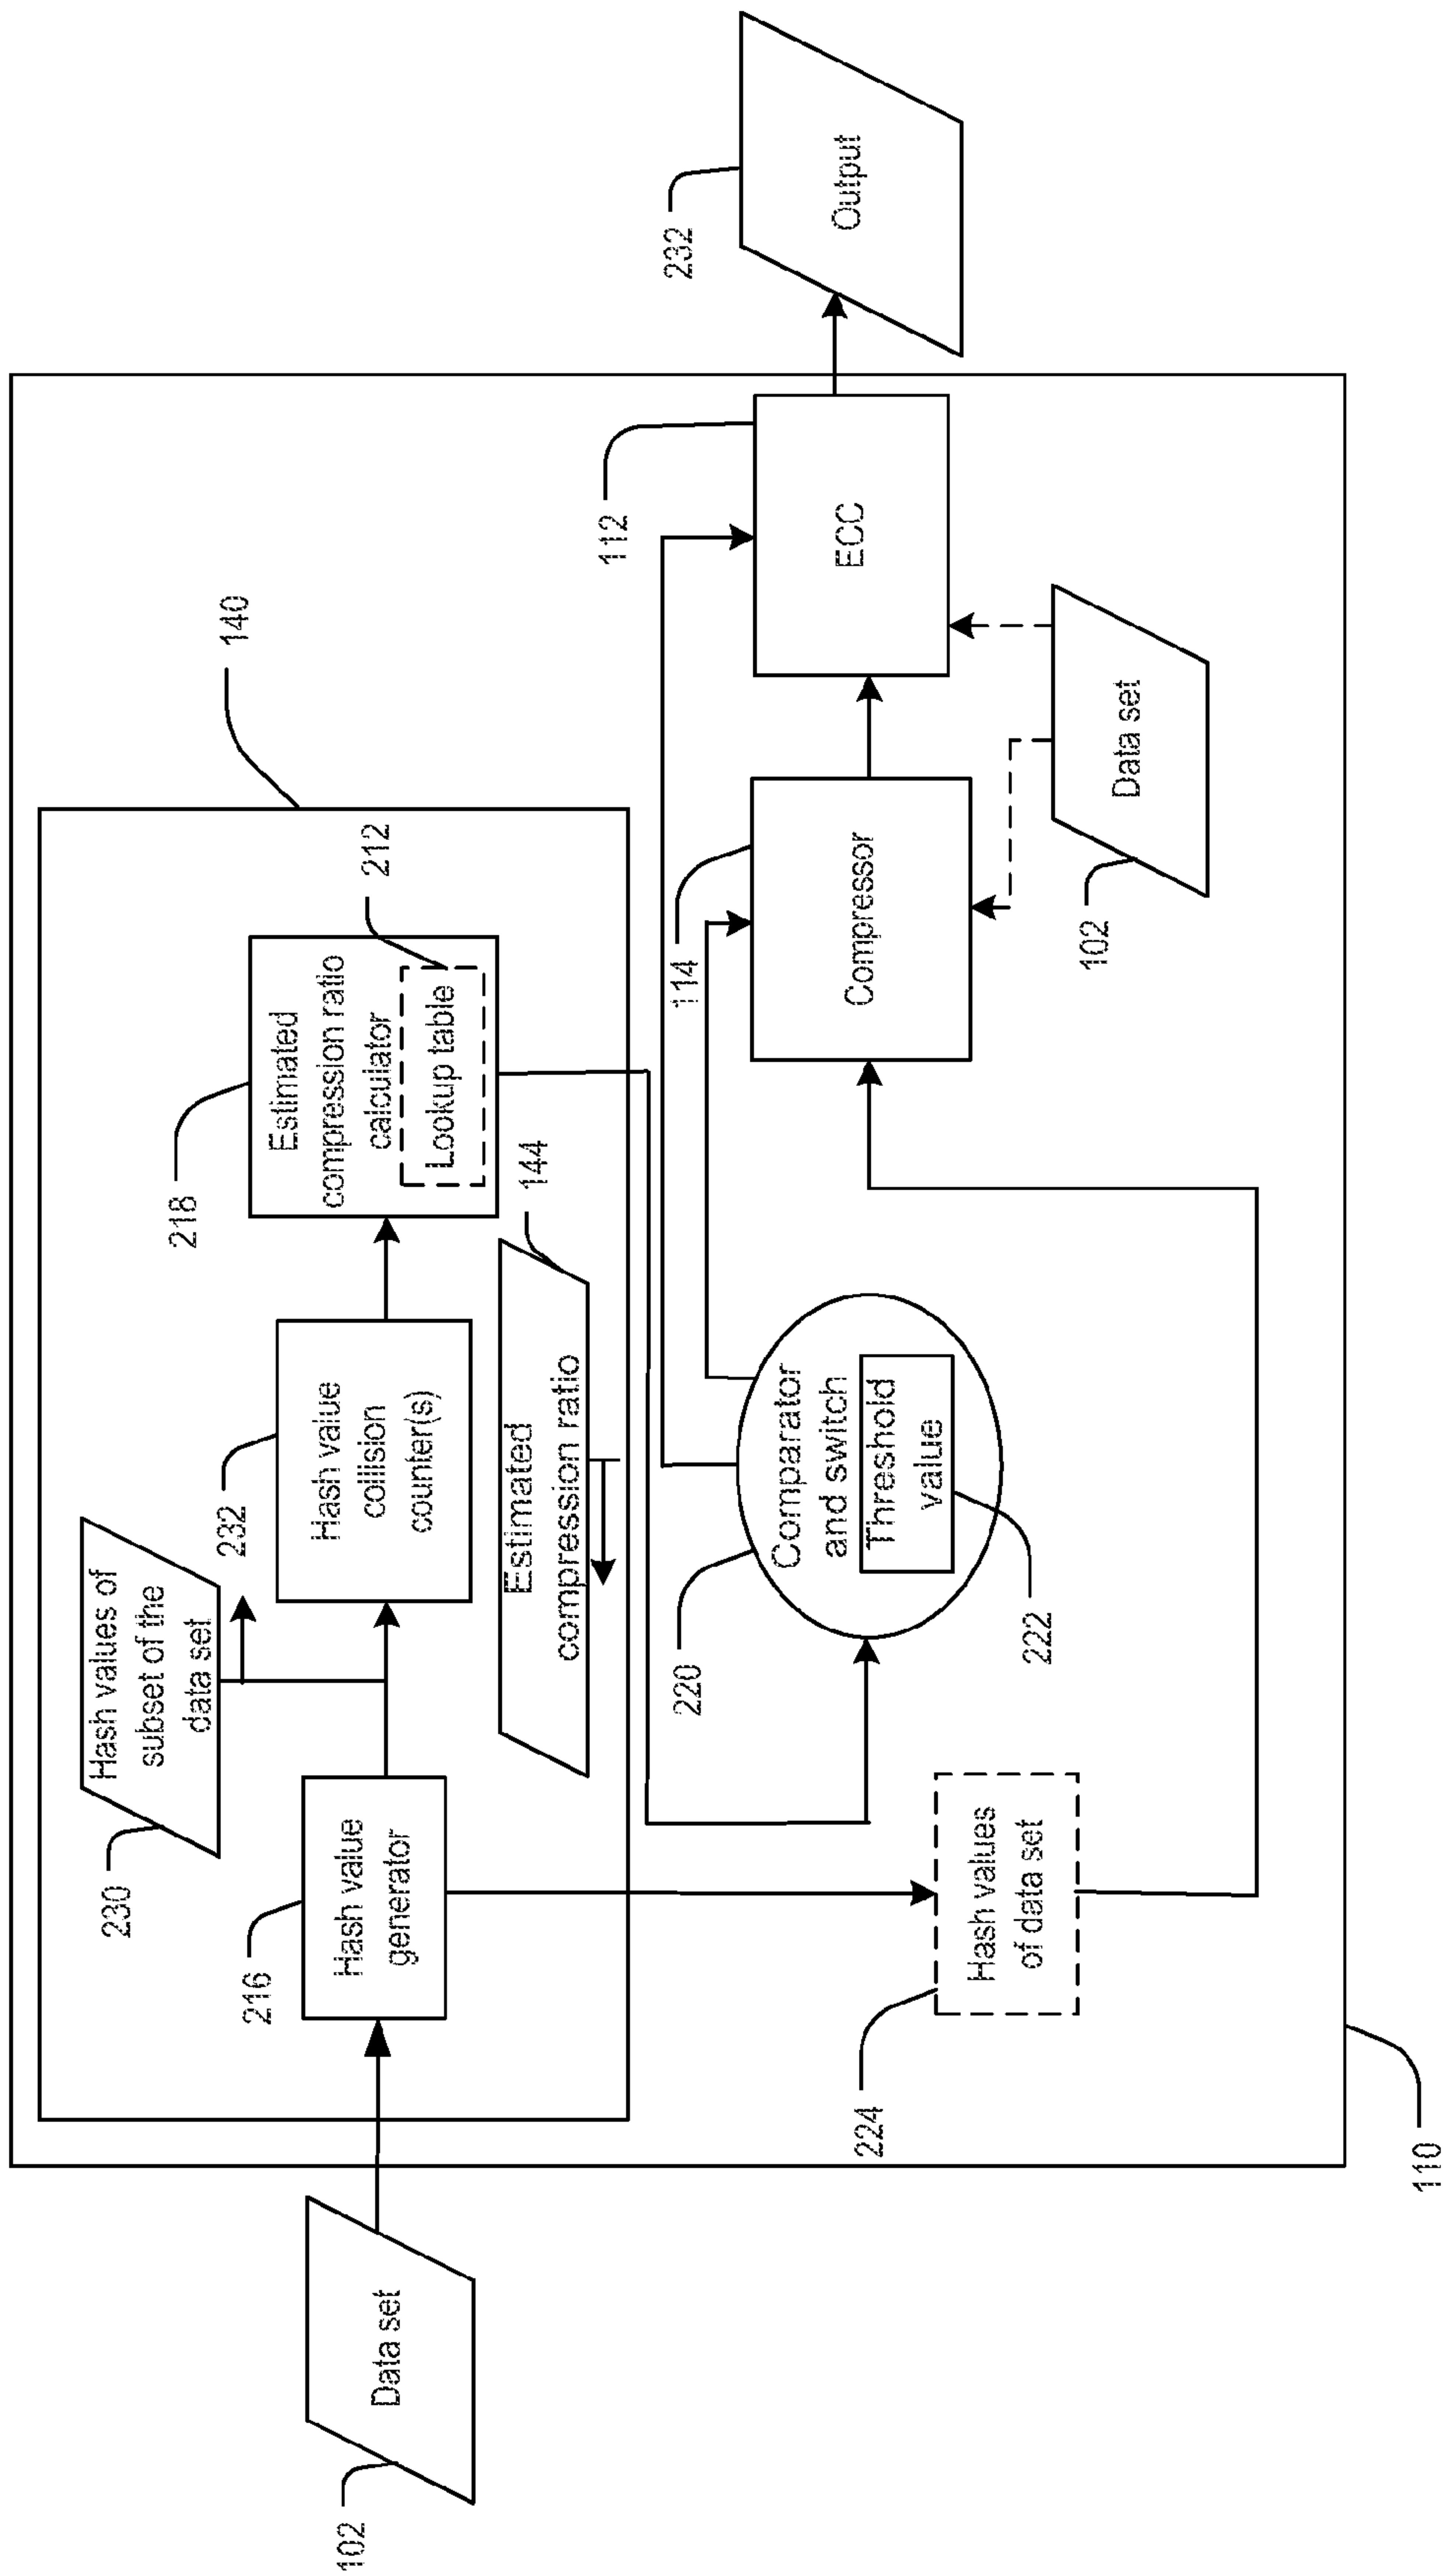 102
Data set
230
Hash values of
subset of the
data set
216
Hash value
generator
232
Hash value
collision
counter(s)
218
Estimated
compression ratio
calculator
Lookup table
212
140
Estimated
compression ratio
144
224
Hash values
of data set
220
Comparator
and switch
Threshold
value
222
114
Compressor
112
ECC
102
Data set
232
Output
110